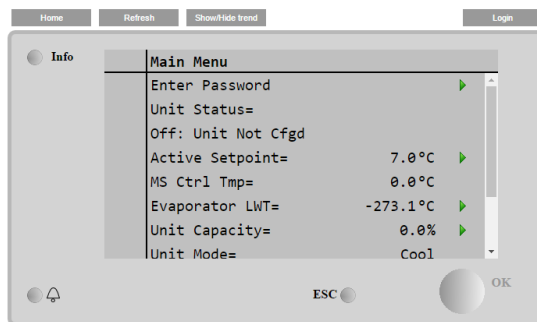 Home Refresh Show/Hide trend Login
Info
Main Menu
Enter Password
Unit Status=
Off: Unit Not Cfgd
Active Setpoint= 7.0°C
MS Ctrl Tmp= 0.0°C
Evaporator LWT= -273.1°C
Unit Capacity= 0.0%
Unit Mode= Cool
ESC OK